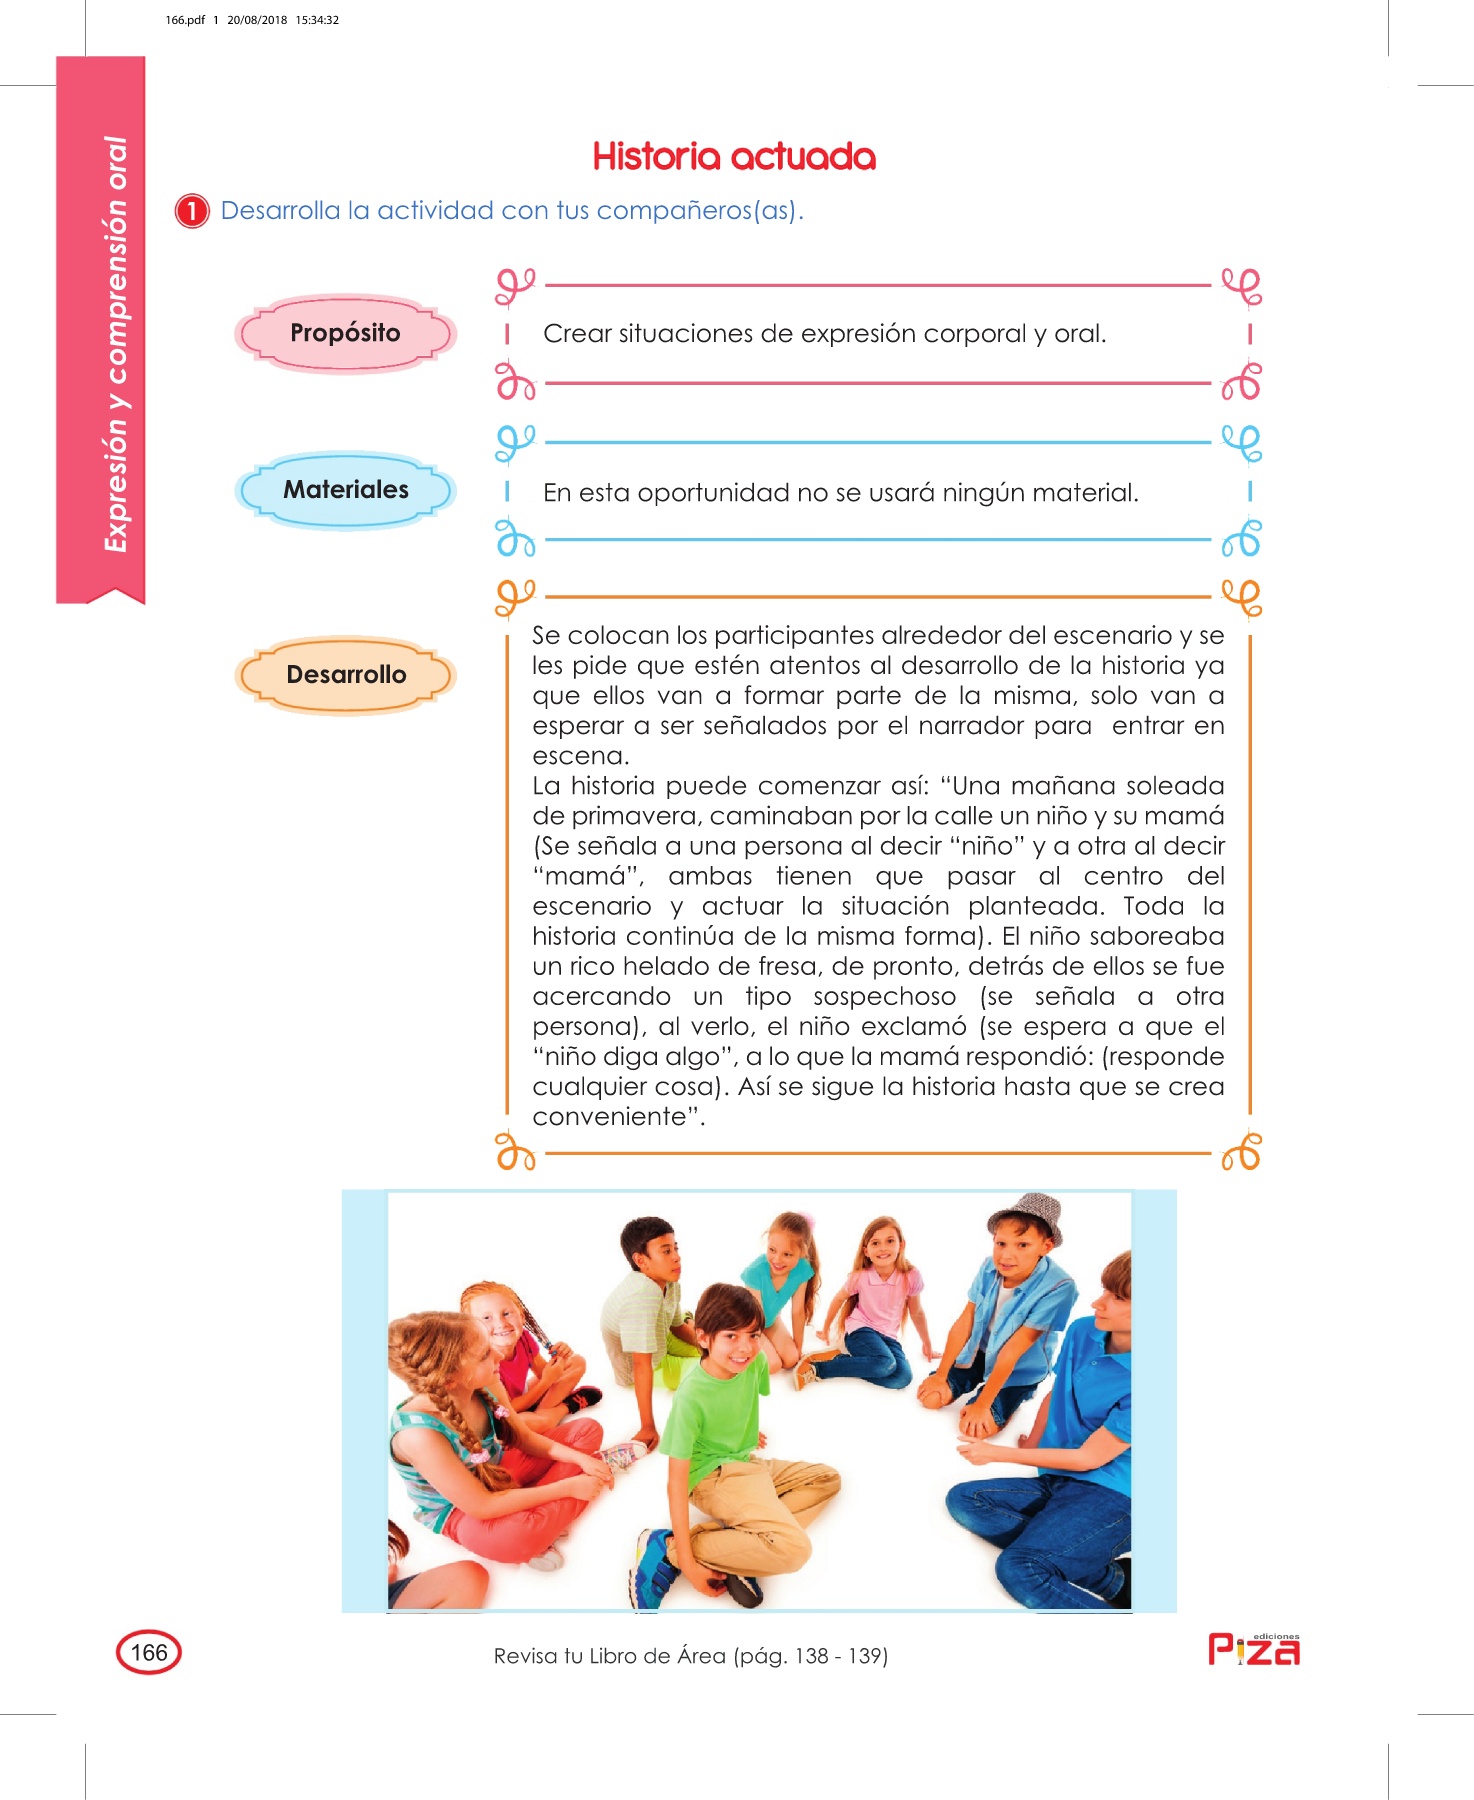 166.pdf 1 20/08/2018 15:34:32
Expresión y comprensión oral
Historia actuada
1 Desarrolla la actividad con tus compañeros(as).
Propósito
Crear situaciones de expresión corporal y oral.
Materiales
En esta oportunidad no se usará ningún material.
Desarrollo
Se colocan los participantes alrededor del escenario y se
les pide que estén atentos al desarrollo de la historia ya
que ellos van a formar parte de la misma, solo van a
esperar a ser señalados por el narrador para entrar en
escena.
La historia puede comenzar así: “Una mañana soleada
de primavera, caminaban por la calle un niño y su mamá
(Se señala a una persona al decir “niño” y a otra al decir
“mamá”, ambas tienen que pasar al centro del
escenario y actuar la situación planteada. Toda la
historia continúa de la misma forma). El niño saboreaba
un rico helado de fresa, de pronto, detrás de ellos se fue
acercando un tipo sospechoso (se señala a otra
persona), al verlo, el niño exclamó (se espera a que el
“niño diga algo”, a lo que la mamá respondió: (responde
cualquier cosa). Así se sigue la historia hasta que se crea
conveniente”.
166
Revisa tu Libro de Área (pág. 138 - 139)
ediciones
Piza